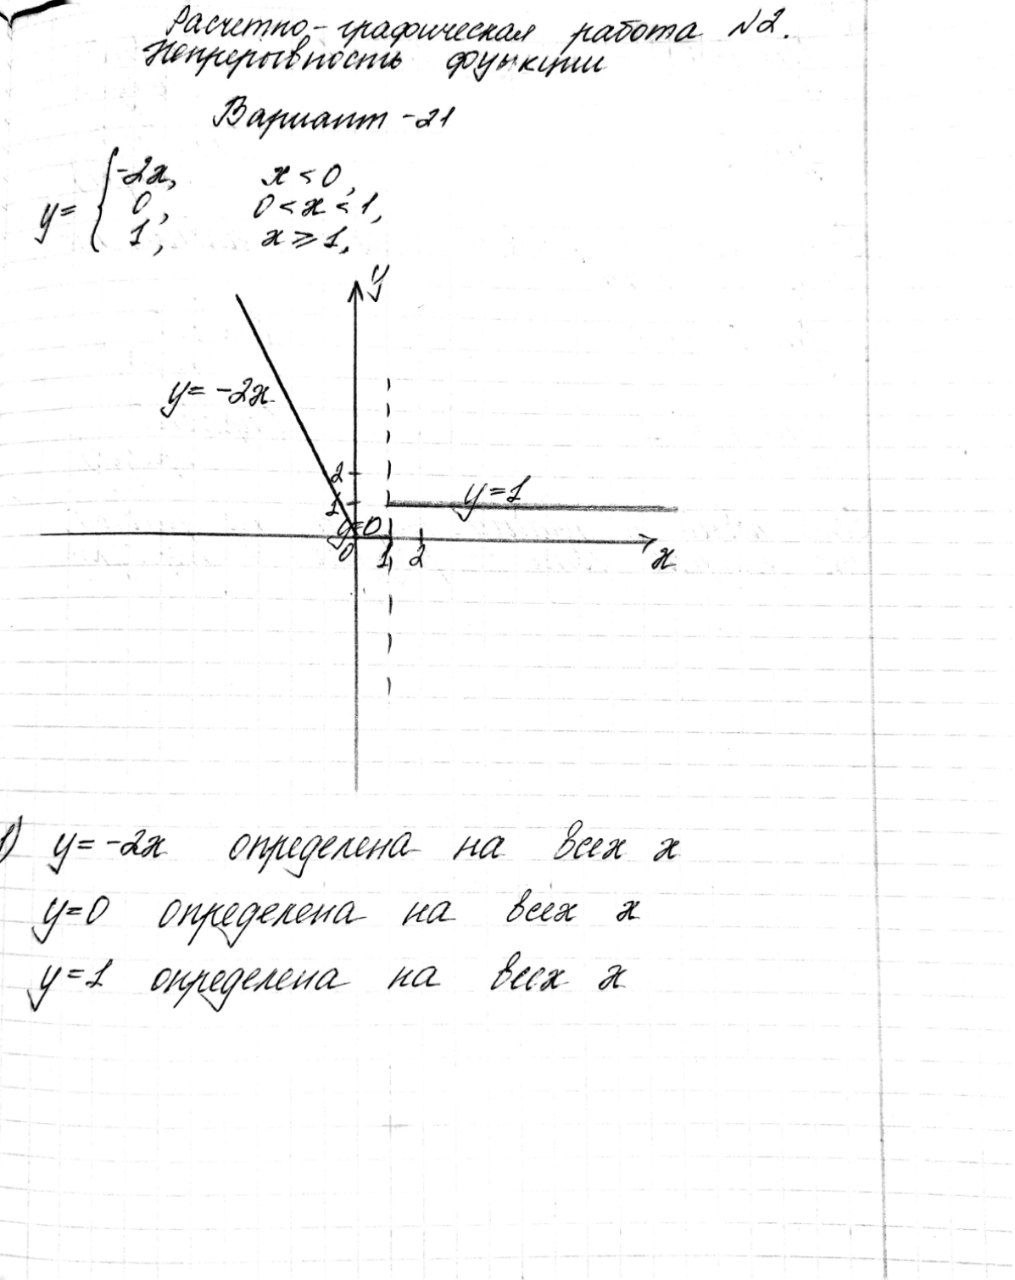 Расчетно-графическая работа №2.
Непрерывность функции
Вариант -21
y= { -2x, x < 0,
0, 0 < x < 1,
1, x ≥ 1,
y
y= -2x
2
1
y=1
y=0
0 1 2 x
1) y= -2x определена на всех x
y=0 определена на всех x
y=1 определена на всех x